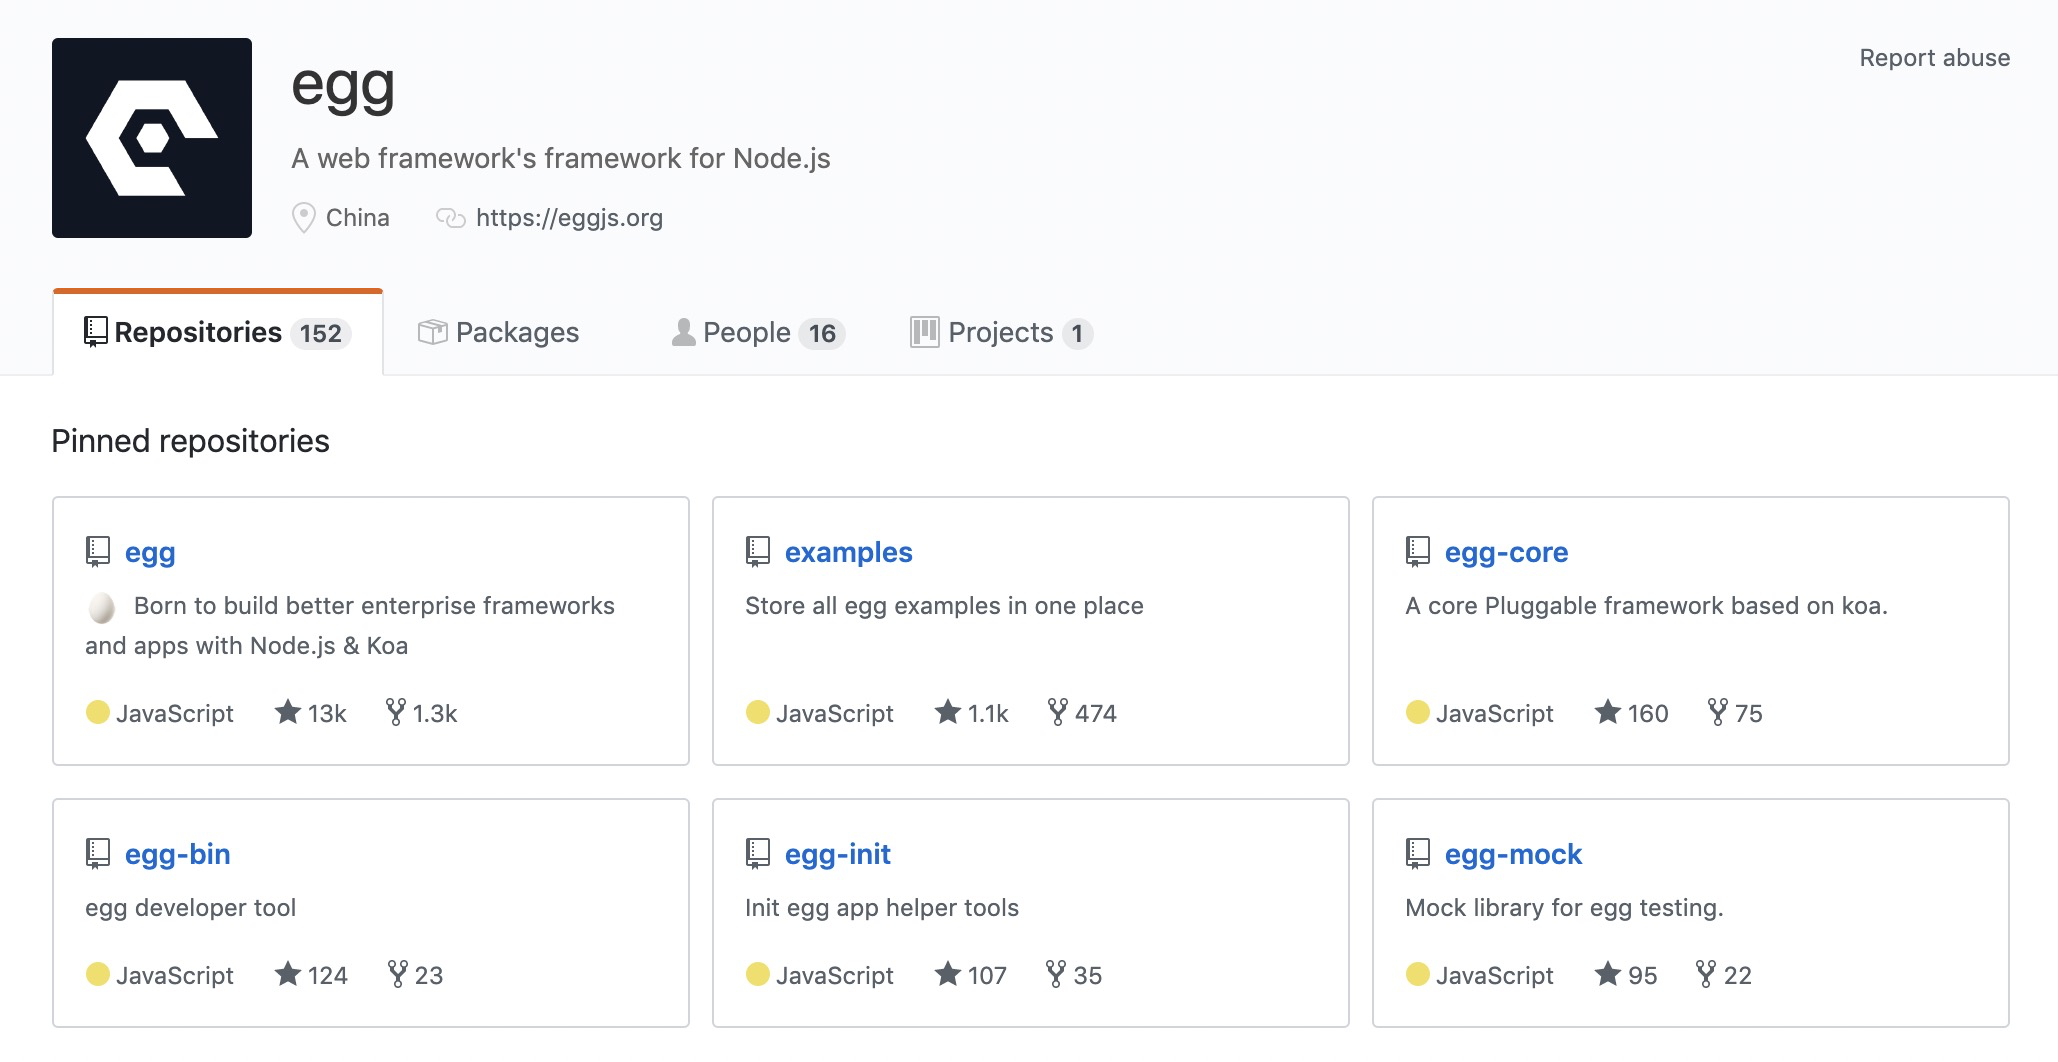 egg
Report abuse
A web framework's framework for Node.js
China https://eggjs.org
Repositories 152 Packages People 16 Projects 1
Pinned repositories
egg
Born to build better enterprise frameworks
and apps with Node.js & Koa
JavaScript 13k 1.3k
examples
Store all egg examples in one place
JavaScript 1.1k 474
egg-core
A core Pluggable framework based on koa.
JavaScript 160 75
egg-bin
egg developer tool
JavaScript 124 23
egg-init
Init egg app helper tools
JavaScript 107 35
egg-mock
Mock library for egg testing.
JavaScript 95 22